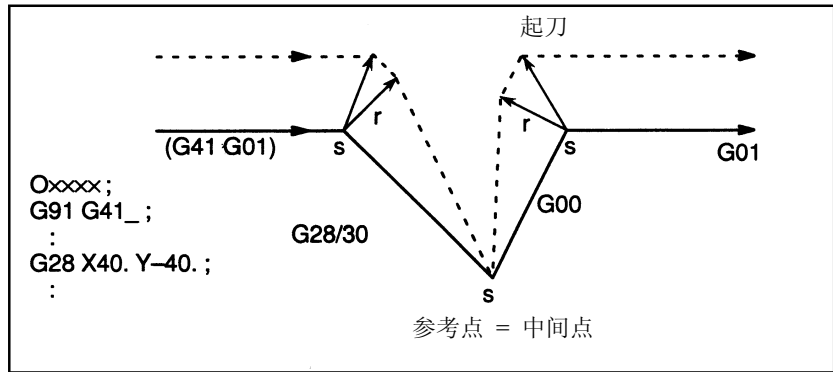 起刀
r
r
(G41 G01)
s
s
G01
O××××;
G91 G41_ ;
:
G28 X40. Y–40. ;
:
G28/30
G00
s
参考点 = 中间点